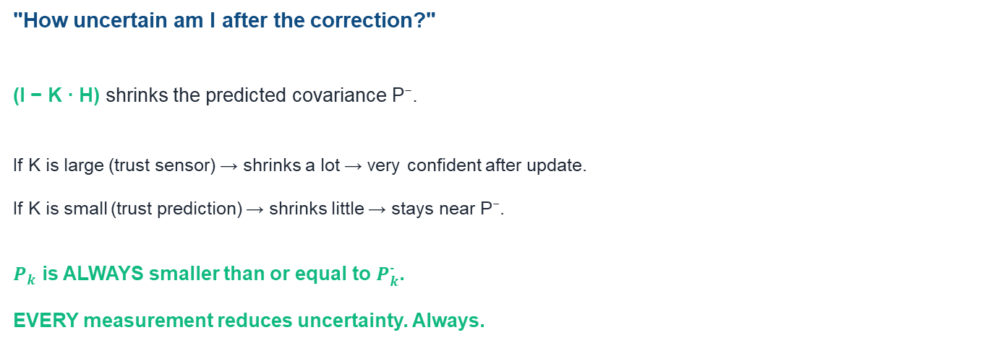 "How uncertain am I after the correction?"
(I − K · H) shrinks the predicted covariance P⁻.
If K is large (trust sensor) → shrinks a lot → very confident after update.
If K is small (trust prediction) → shrinks little → stays near P⁻.
Pₖ is ALWAYS smaller than or equal to Pₖ⁻.
EVERY measurement reduces uncertainty. Always.